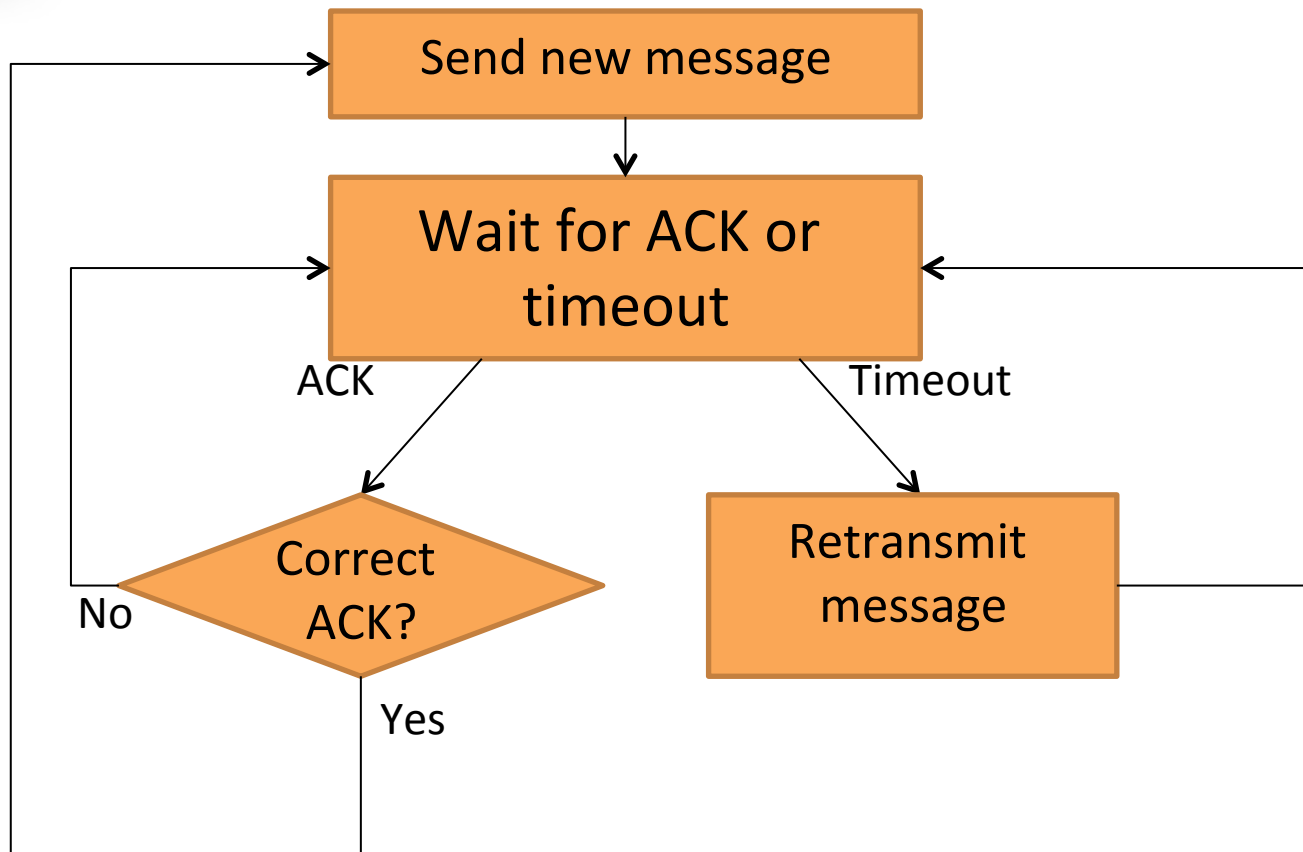 Send new message
Wait for ACK or
timeout
ACK
Timeout
Correct
ACK?
Retransmit
message
No
Yes